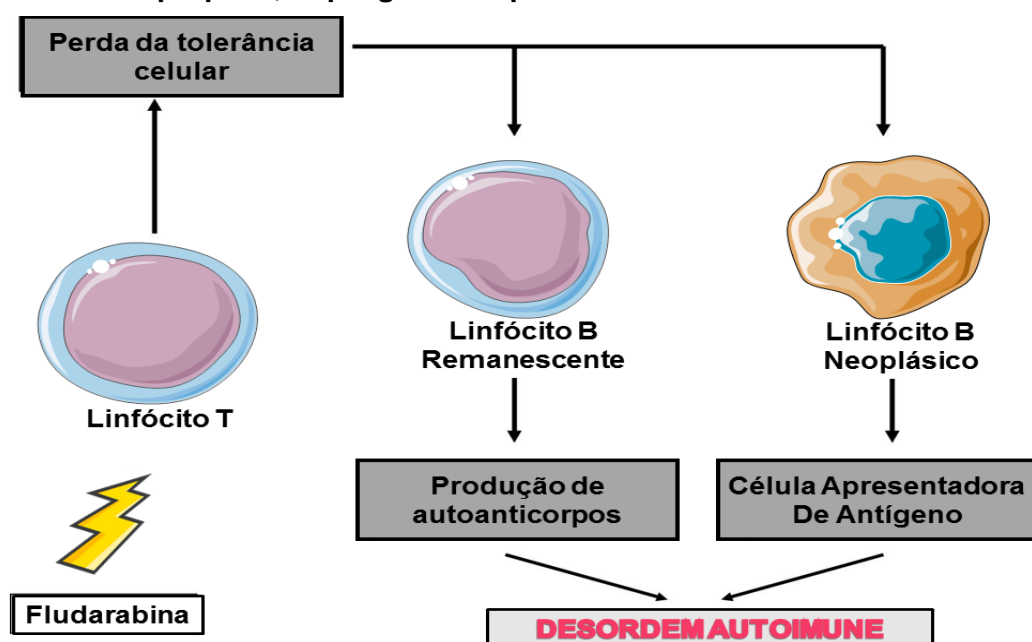 Perda da tolerância
celular
Linfócito T
Fludarabina
Linfócito B
Remanescente
Linfócito B
Neoplásico
Produção de
autoanticorpos
Célula Apresentadora
De Antígeno
DESORDEM AUTOIMUNE